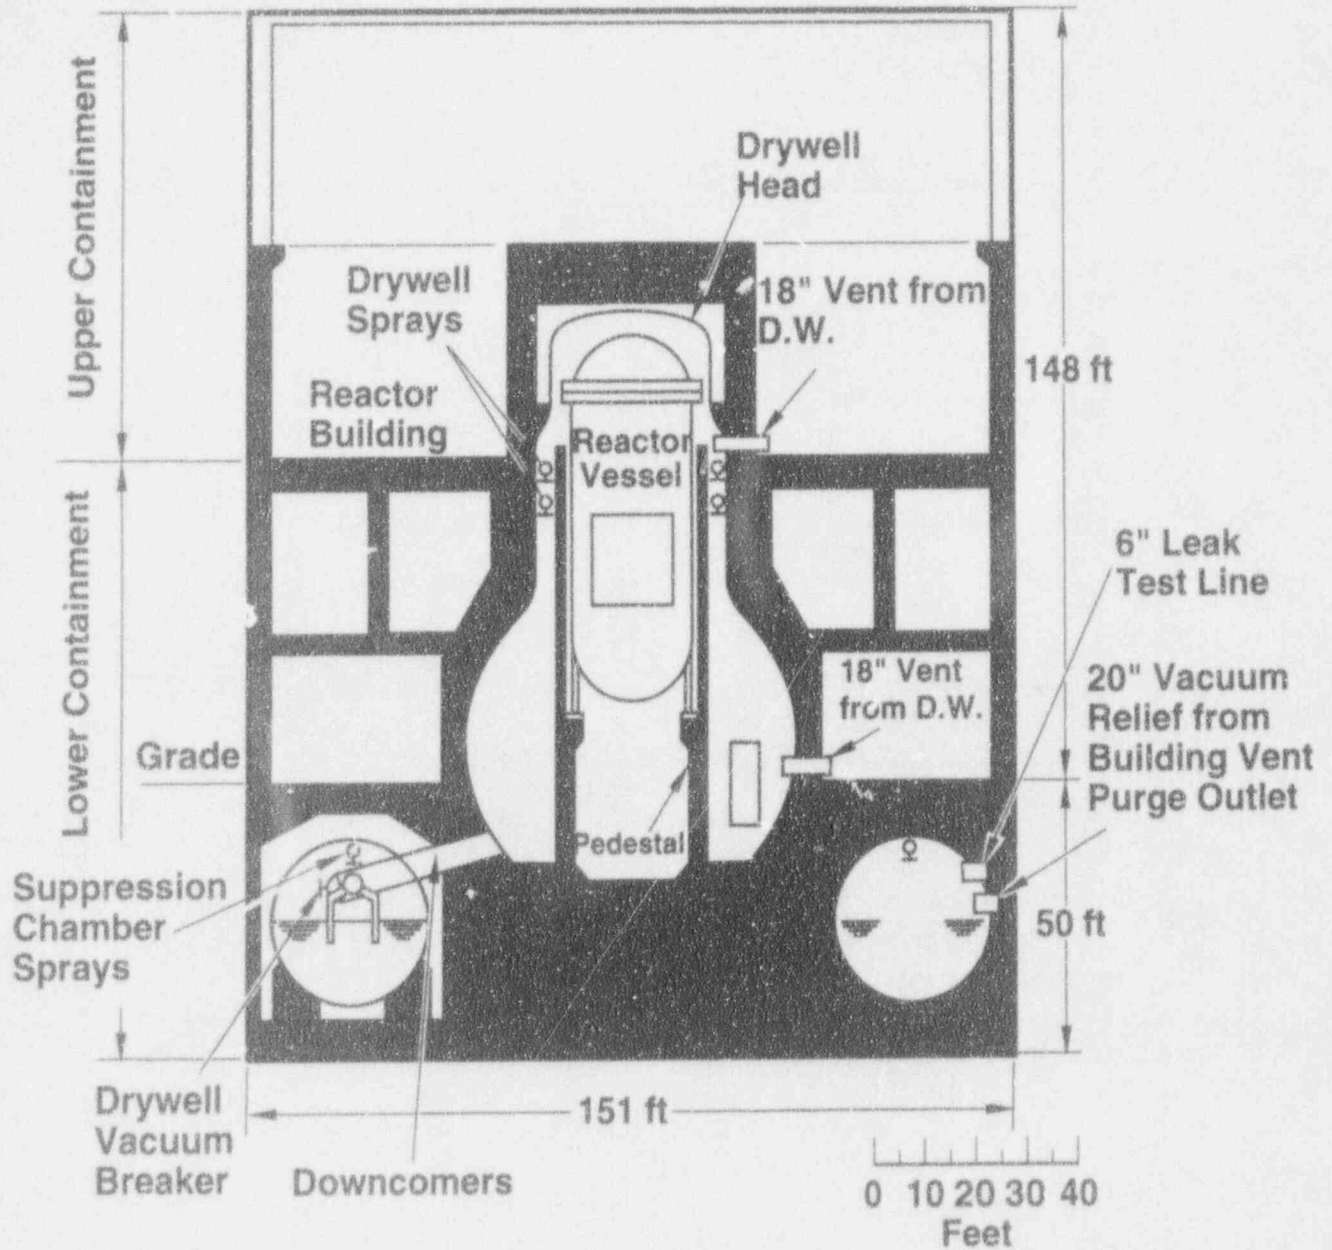 Upper Containment
Drywell
Head
Drywell
Sprays
18" Vent from
D.W.
148 ft
Reactor
Building
Reactor
Vessel
Lower Containment
6" Leak
Test Line
18" Vent
from D.W.
20" Vacuum
Relief from
Building Vent
Purge Outlet
Grade
Pedestal
Suppression
Chamber
Sprays
50 ft
Drywell
Vacuum
Breaker
Downcomers
151 ft
0 10 20 30 40
Feet